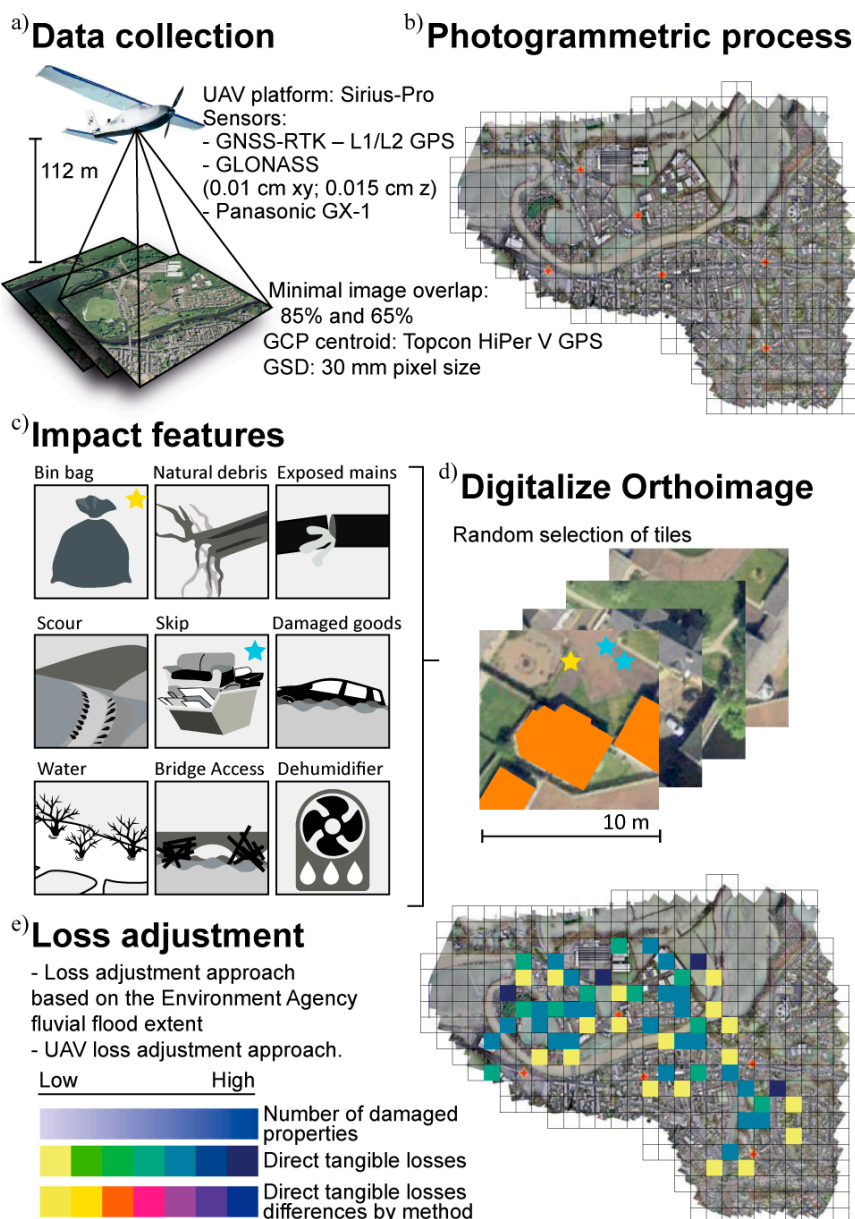 a) Data collection
UAV platform: Sirius-Pro
Sensors:
- GNSS-RTK – L1/L2 GPS
- GLONASS
(0.01 cm xy; 0.015 cm z)
- Panasonic GX-1
112 m
Minimal image overlap:
85% and 65%
GCP centroid: Topcon HiPer V GPS
GSD: 30 mm pixel size
b) Photogrammetric process
c) Impact features
Bin bag
Natural debris
Exposed mains
Scour
Skip
Damaged goods
Water
Bridge Access
Dehumidifier
d) Digitalize Orthoimage
Random selection of tiles
10 m
e) Loss adjustment
- Loss adjustment approach
based on the Environment Agency
fluvial flood extent
- UAV loss adjustment approach.
Low High
Number of damaged
properties
Direct tangible losses
Direct tangible losses
differences by method